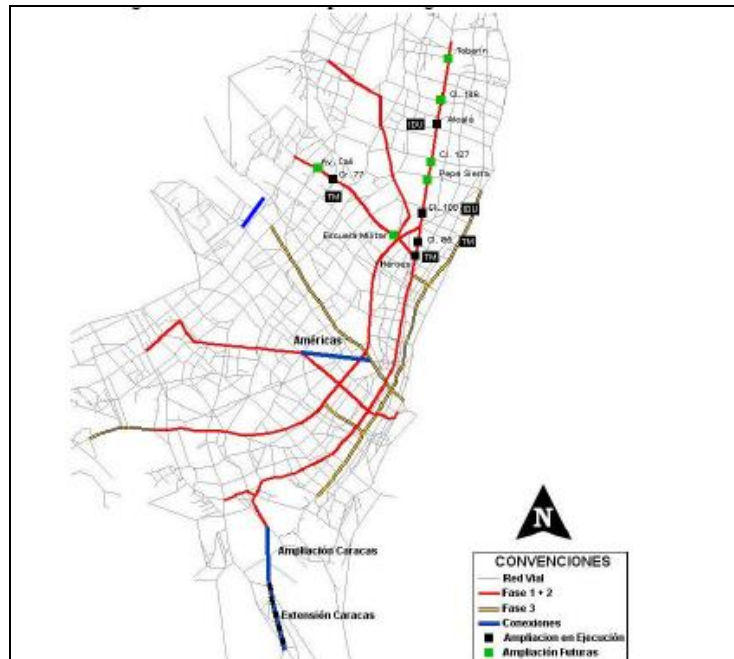 Toberin
Cl. 146
IDU
Alcalá
Cl. 127
Pepe Sierra
Av. Cali
Cr. 77
TM
Cl. 100
IDU
Escuela Militar
Cl. 85
TM
Héroes
TM
Américas
N
Ampliación Caracas
Extensión Caracas
CONVENCIONES
Red Vial
Fase 1 + 2
Fase 3
Conexiones
Ampliacion en Ejecución
Ampliación Futuras